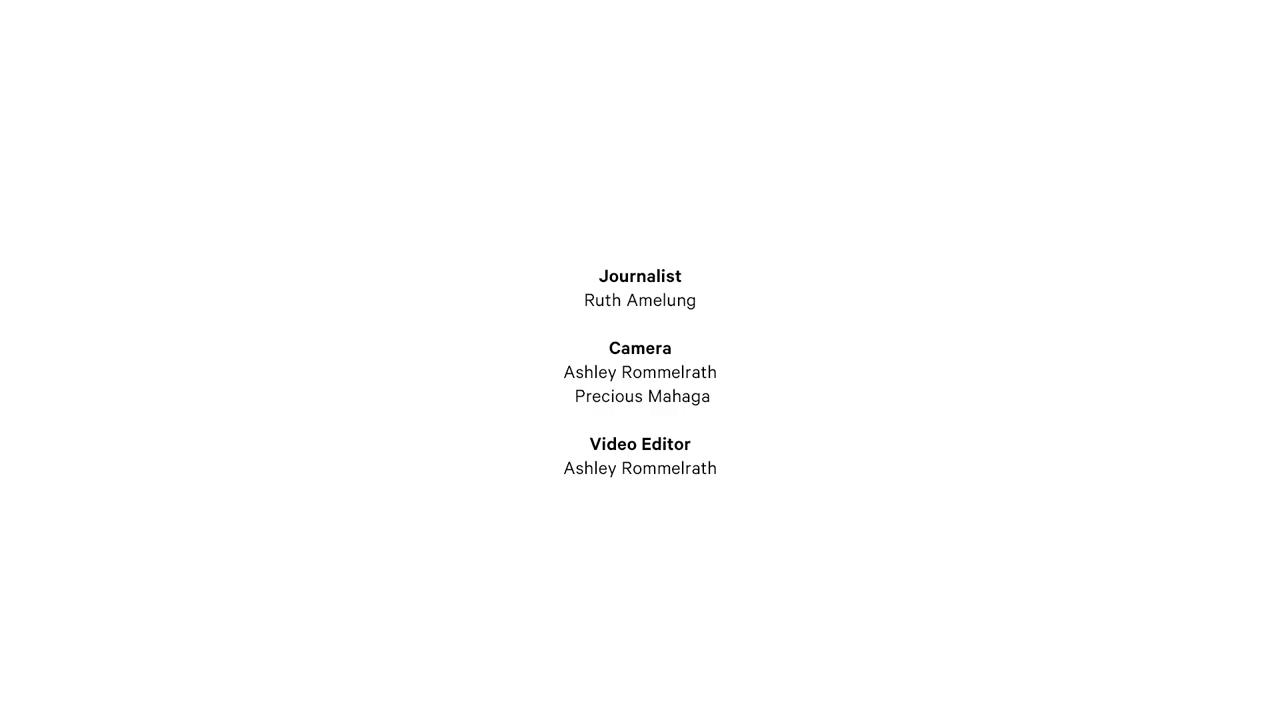 Journalist
Ruth Amelung
Camera
Ashley Rommelrath
Precious Mahaga
Video Editor
Ashley Rommelrath